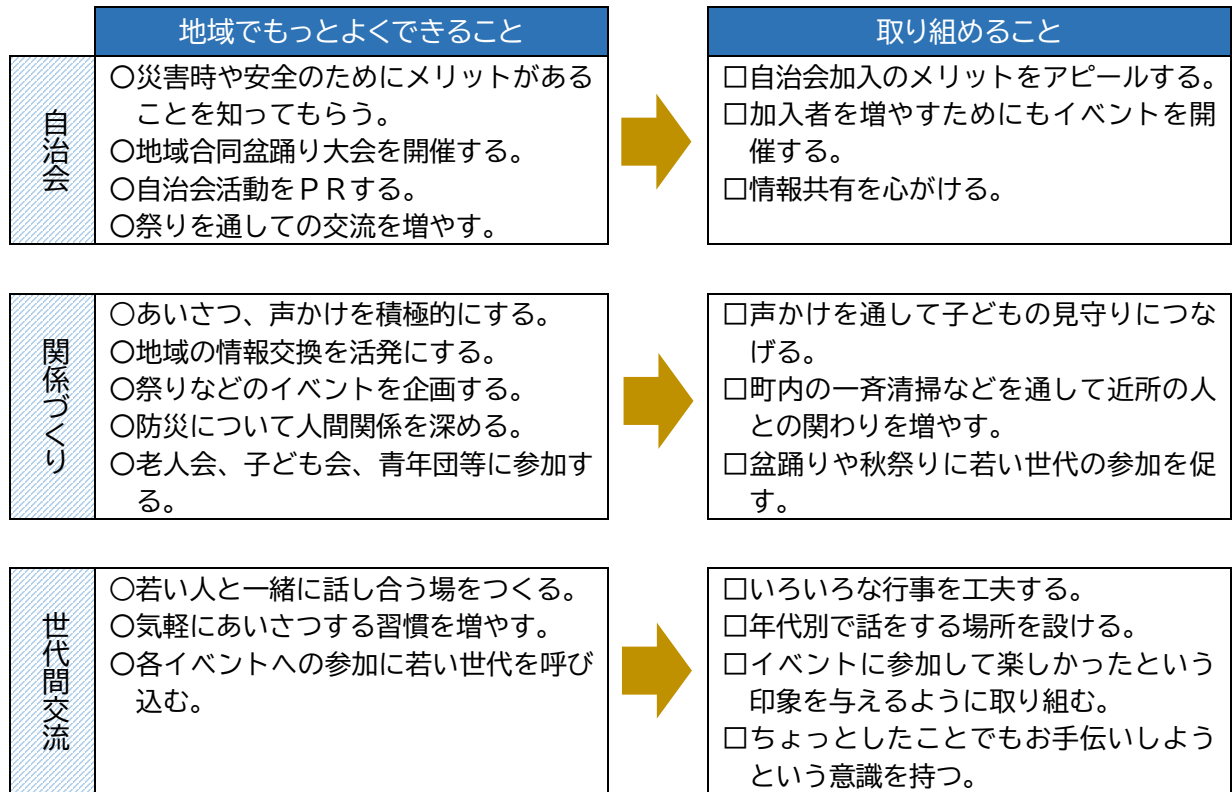 地域でもっとよくできること
取り組めること
自治会
〇災害時や安全のためにメリットがある
ことを知ってもらう。
〇地域合同盆踊り大会を開催する。
〇自治会活動をＰＲする。
〇祭りを通しての交流を増やす。
□自治会加入のメリットをアピールする。
□加入者を増やすためにもイベントを開
催する。
□情報共有を心がける。
関係づくり
〇あいさつ、声かけを積極的にする。
〇地域の情報交換を活発にする。
〇祭りなどのイベントを企画する。
〇防災について人間関係を深める。
〇老人会、子ども会、青年団等に参加す
る。
□声かけを通して子どもの見守りにつな
げる。
□町内の一斉清掃などを通して近所の人
との関わりを増やす。
□盆踊りや秋祭りに若い世代の参加を促
す。
世代間交流
〇若い人と一緒に話し合う場をつくる。
〇気軽にあいさつする習慣を増やす。
〇各イベントへの参加に若い世代を呼び
込む。
□いろいろな行事を工夫する。
□年代別で話をする場所を設ける。
□イベントに参加して楽しかったという
印象を与えるように取り組む。
□ちょっとしたことでもお手伝いしよう
という意識を持つ。